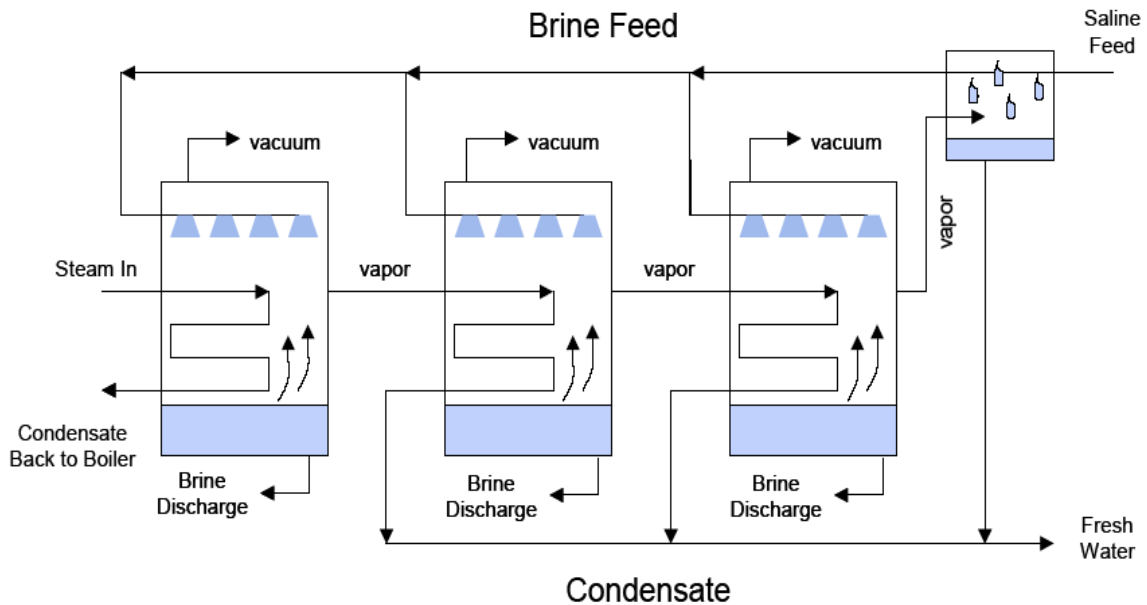 Brine Feed
Saline
Feed
vacuum
vacuum
vacuum
vapor
Steam In
vapor
vapor
Condensate
Back to Boiler
Brine
Discharge
Brine
Discharge
Brine
Discharge
Fresh
Water
Condensate